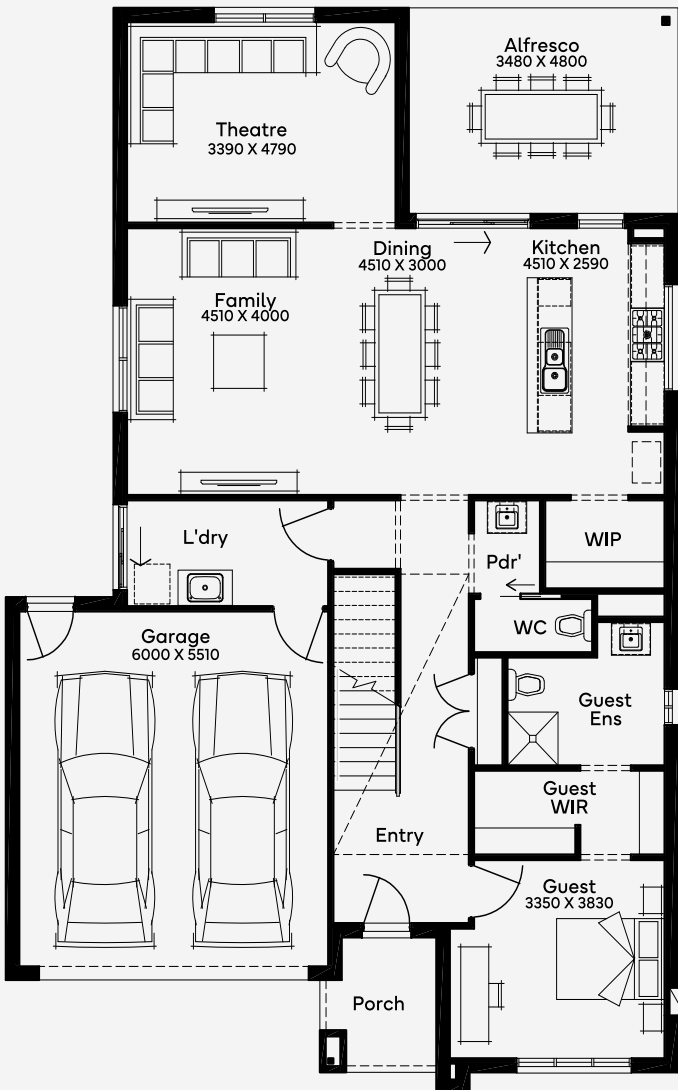 Alfresco
3480 X 4800
Theatre
3390 X 4790
Dining
4510 X 3000
Kitchen
4510 X 2590
Family
4510 X 4000
L'dry
Pdr'
WIP
WC
Garage
6000 X 5510
Guest
Ens
Guest
WIR
Entry
Guest
3350 X 3830
Porch